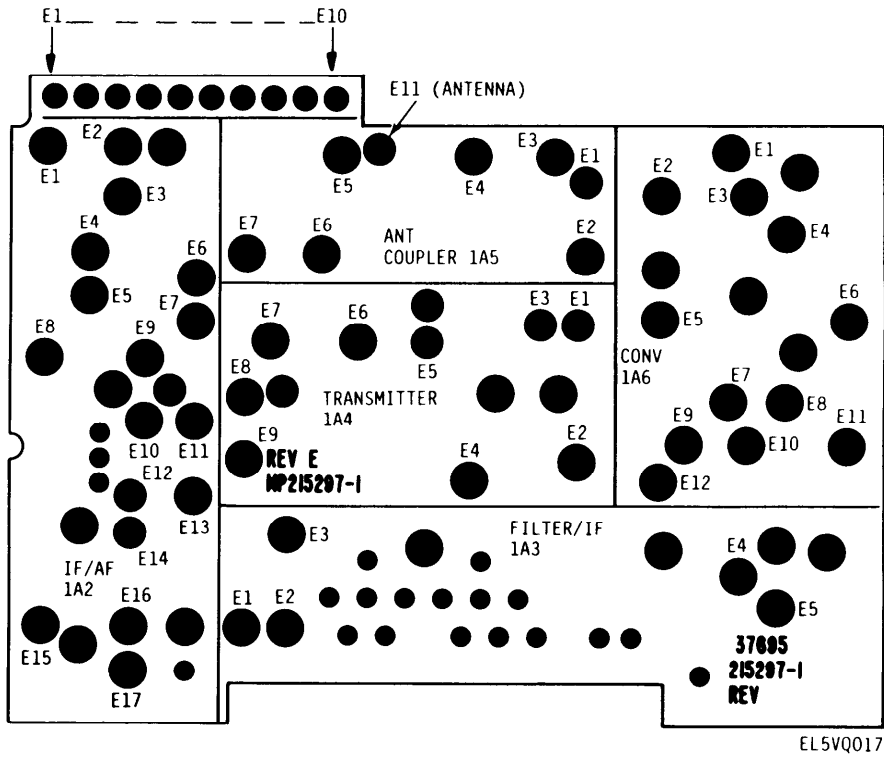 E1 E10
E11 (ANTENNA)
E1
E2
E3
E4
E5
E6
E7
E8
E9
E10
E11
E12
E13
E14
IF/AF
1A2
E15
E16
E17
E5
E4
E3
E1
E7
E6
ANT
COUPLER 1A5
E2
E7
E6
E5
E3
E1
E8
TRANSMITTER
1A4
E9
REV E
MP215297-1
E4
E2
E1
E2
E3
E4
E5
CONV
1A6
E6
E7
E8
E9
E10
E11
E12
E3
FILTER/IF
1A3
E1
E2
E4
E5
37695
215297-1
REV
EL5VQ017